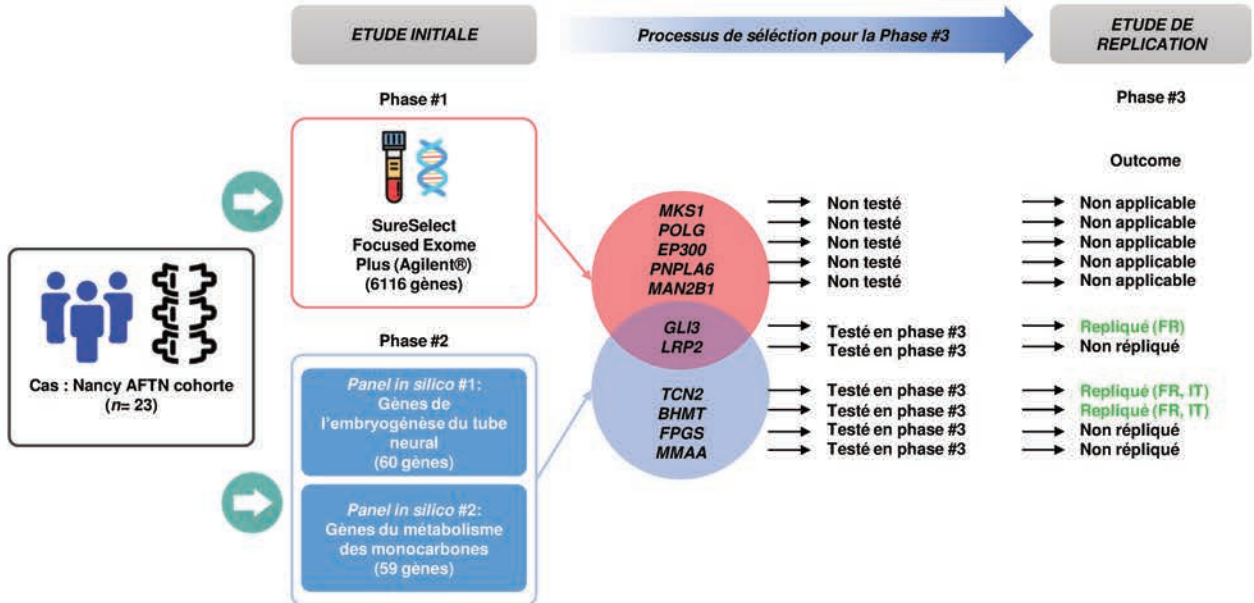 ETUDE INITIALE
Processus de séléction pour la Phase #3
ETUDE DE
REPLICATION
Phase #1
Phase #3
SureSelect
Focused Exome
Plus (Agilent®)
(6116 gènes)
Outcome
Cas : Nancy AFTN cohorte
(n= 23)
Phase #2
Panel in silico #1:
Gènes de
l'embryogénèse du tube
neural
(60 gènes)
Panel in silico #2:
Gènes du métabolisme
des monocarbones
(59 gènes)
MKS1 Non testé Non applicable
POLG Non testé Non applicable
EP300 Non testé Non applicable
PNPLA6 Non testé Non applicable
MAN2B1 Non testé Non applicable
GLI3 Testé en phase #3 Repliqué (FR)
LRP2 Testé en phase #3 Non répliqué
TCN2 Testé en phase #3 Repliqué (FR, IT)
BHMT Testé en phase #3 Repliqué (FR, IT)
FPGS Testé en phase #3 Non répliqué
MMAA Testé en phase #3 Non répliqué